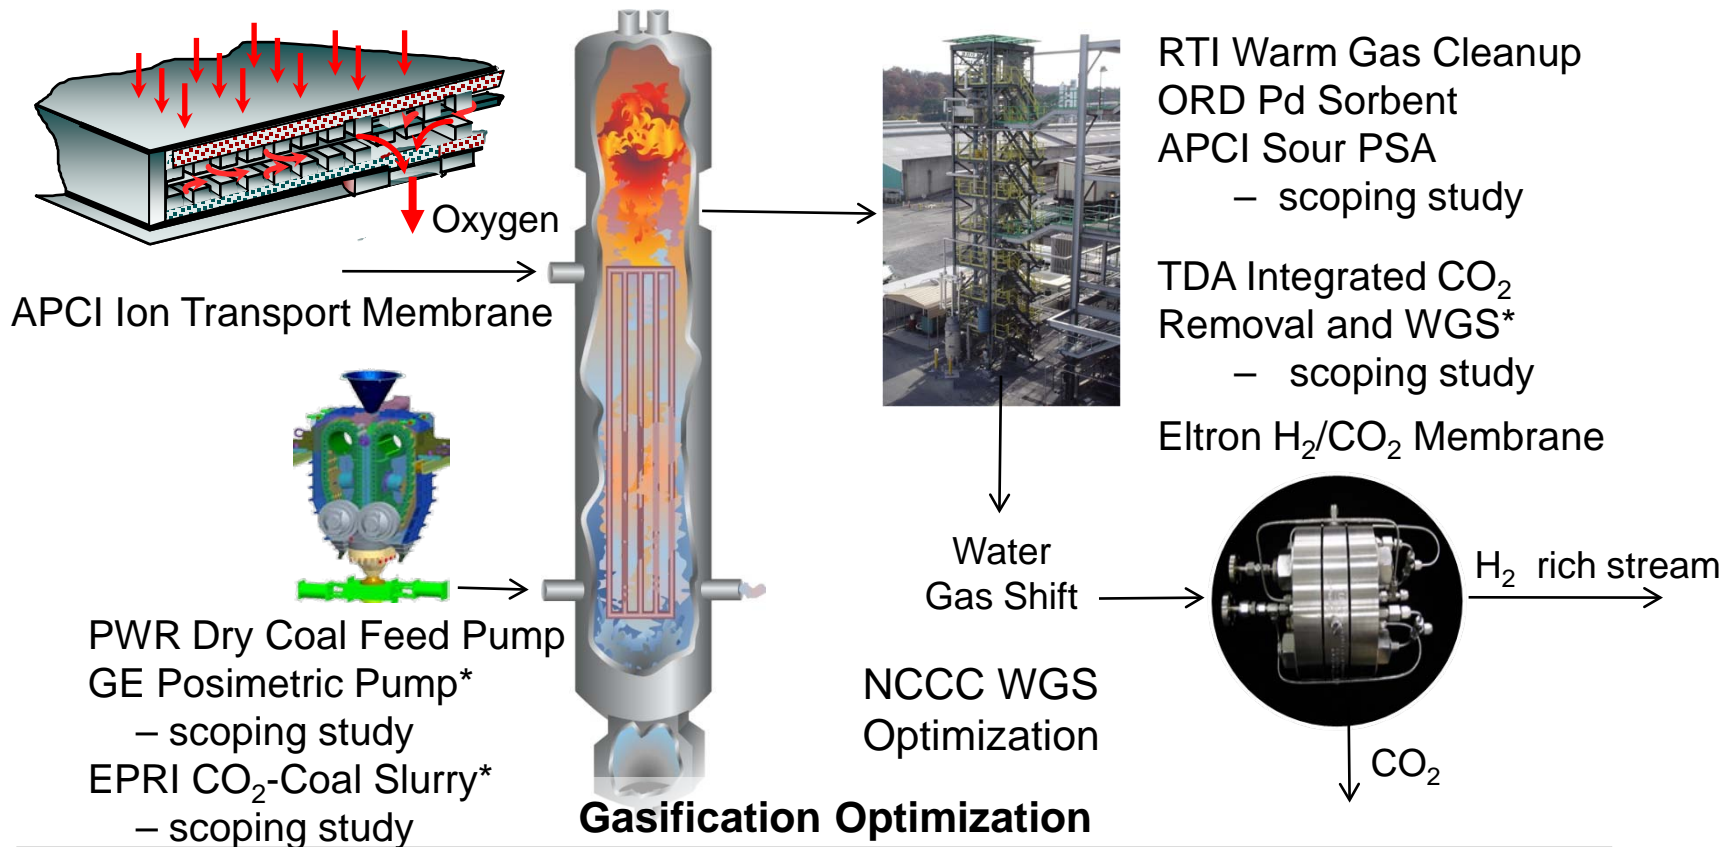 Oxygen
APCI Ion Transport Membrane
PWR Dry Coal Feed Pump
GE Posimetric Pump*
– scoping study
EPRI CO₂-Coal Slurry*
– scoping study
Gasification Optimization
RTI Warm Gas Cleanup
ORD Pd Sorbent
APCI Sour PSA
– scoping study
TDA Integrated CO₂
Removal and WGS*
– scoping study
Eltron H₂/CO₂ Membrane
Water
Gas Shift
NCCC WGS
Optimization
H₂ rich stream
CO₂